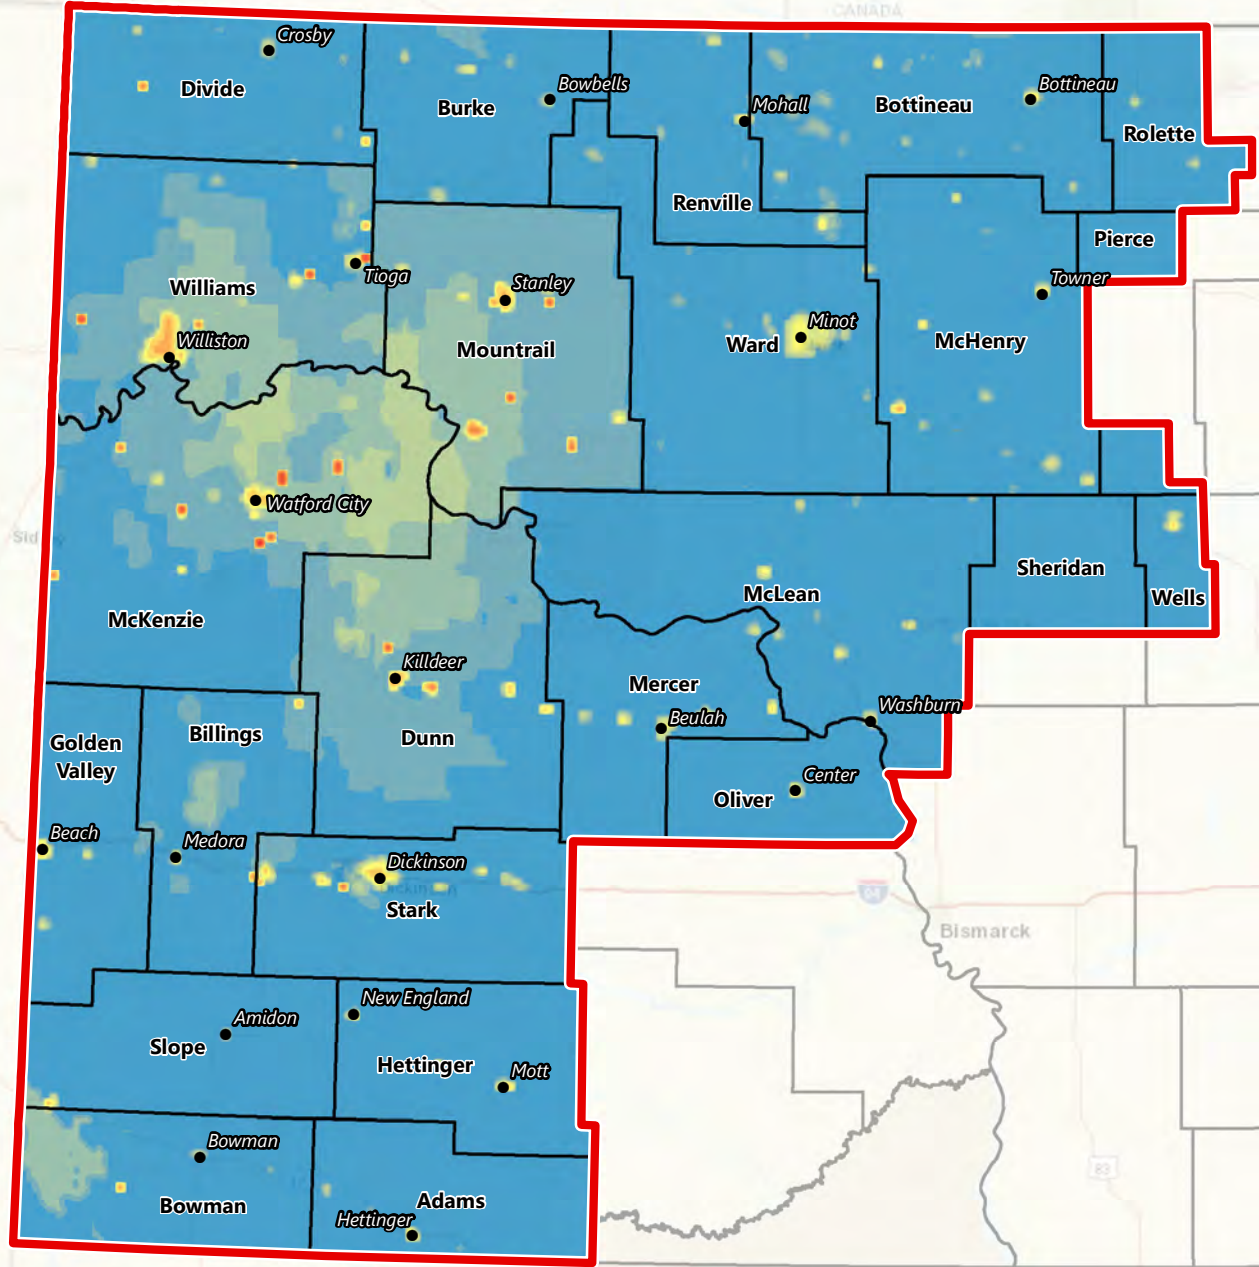 CANADA
Crosby
Divide
Bowbells
Burke
Mohall
Bottineau
Bottineau
Rolette
Renville
Pierce
Tioga
Williams
Stanley
Towner
Williston
Mountrail
Ward
Minot
McHenry
Watford City
McKenzie
McLean
Sheridan
Wells
Killdeer
Mercer
Beulah
Washburn
Golden
Valley
Billings
Dunn
Center
Oliver
Beach
Medora
Dickinson
Stark
94
Bismarck
New England
Amidon
Slope
Hettinger
Mott
Bowman
Bowman
Adams
Hettinger
83